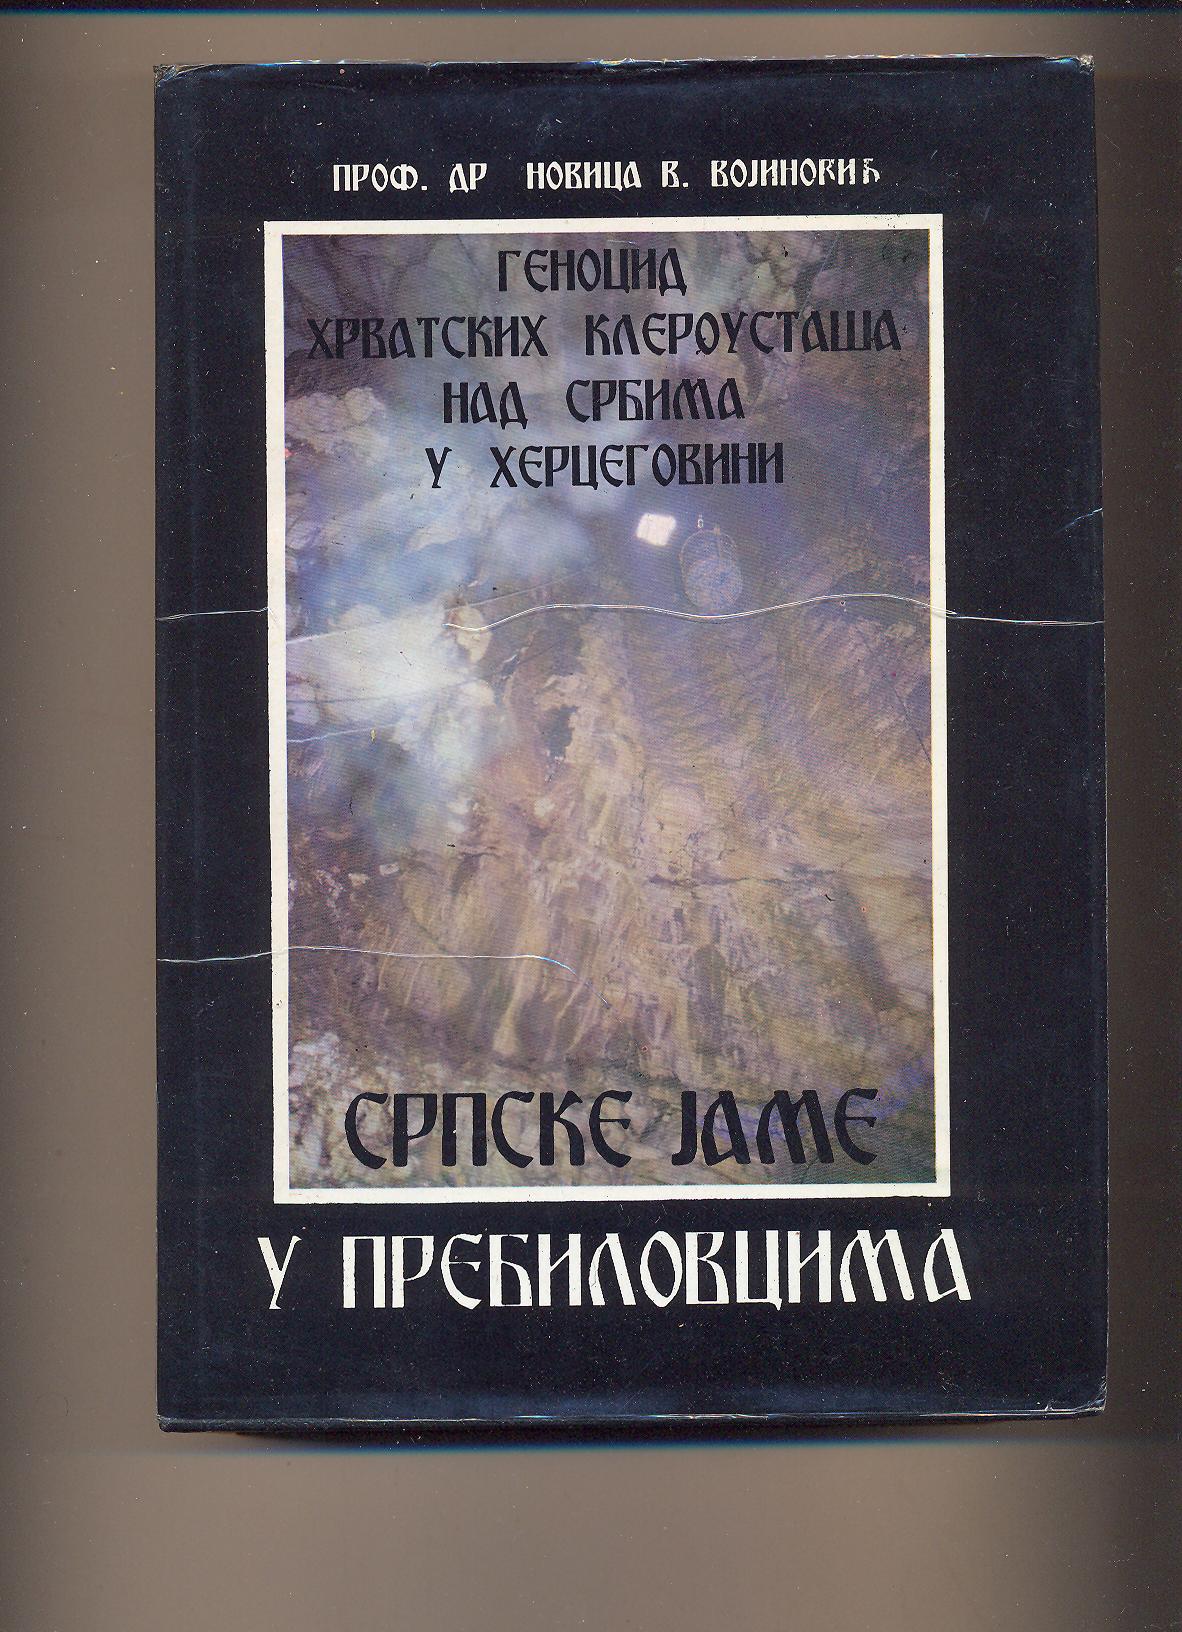 ПРОФ. ДР НОВИЦА В. ВОЈИНОВИЋ
ГЕНОЦИД
ХРВАТСКИХ КЛЕРОУСТАША
НАД СРБИМА
У ХЕРЦЕГОВИНИ
СРПСКЕ ЈАМЕ
У ПРЕБИЛОВЦИМА